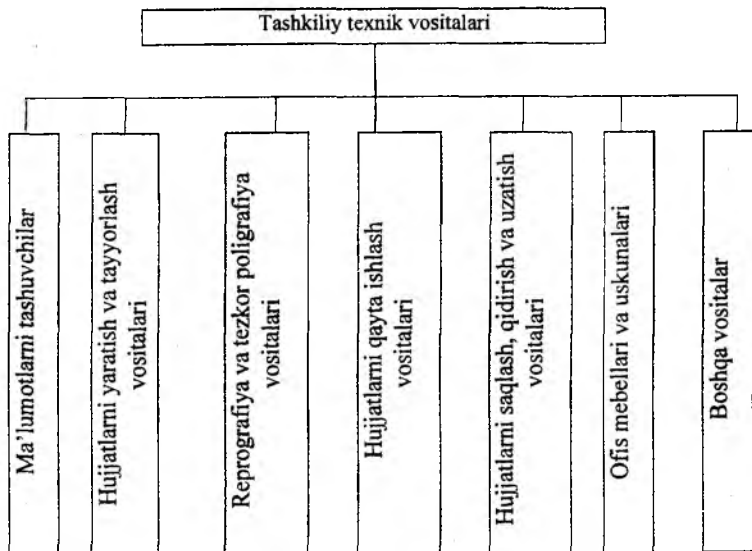 Tashkiliy texnik vositalari
Ma'lumotlarni tashuvchilar
Hujjatlarni yaratish va tayyorlash
vositalari
Reprografiya va tezkor poligrafiya
vositalari
Hujjatlarni qayta ishlash
vositalari
Hujjatlarni saqlash, qidirish va uzatish
vositalari
Ofis mebellari va uskunalari
Boshqa vositalar